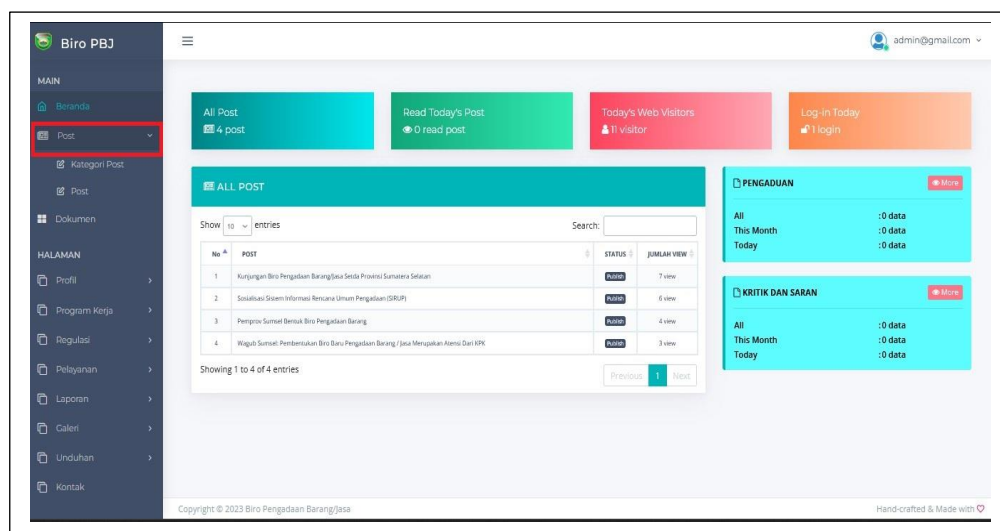 Biro PBJ
admin@gmail.com
MAIN
Beranda
Post
Kategori Post
Post
Dokumen
HALAMAN
Profil
Program Kerja
Regulasi
Pelayanan
Laporan
Galeri
Unduhan
Kontak
All Post
4 post
Read Today's Post
0 read post
Today's Web Visitors
11 visitor
Log-In Today
1 login
ALL POST
Show 10 entries
Search:
No POST STATUS JUMLAH VIEW
1 Kunjungan Biro Pengadaan Barang/Jasa Setda Provinsi Sumatera Selatan Publish 7 view
2 Sosialisasi Sistem Informasi Rencana Umum Pengadaan (SIRUP) Publish 6 view
3 Pemprov Sumsel Bentuk Biro Pengadaan Barang Publish 4 view
4 Wagub Sumsel: Pembentukan Biro Baru Pengadaan Barang / Jasa Merupakan Atensi Dari KPK Publish 3 view
Showing 1 to 4 of 4 entries
Previous 1 Next
PENGADUAN More
All : 0 data
This Month : 0 data
Today : 0 data
KRITIK DAN SARAN More
All : 0 data
This Month : 0 data
Today : 0 data
Copyright © 2023 Biro Pengadaan Barang/Jasa
Hand-crafted & Made with